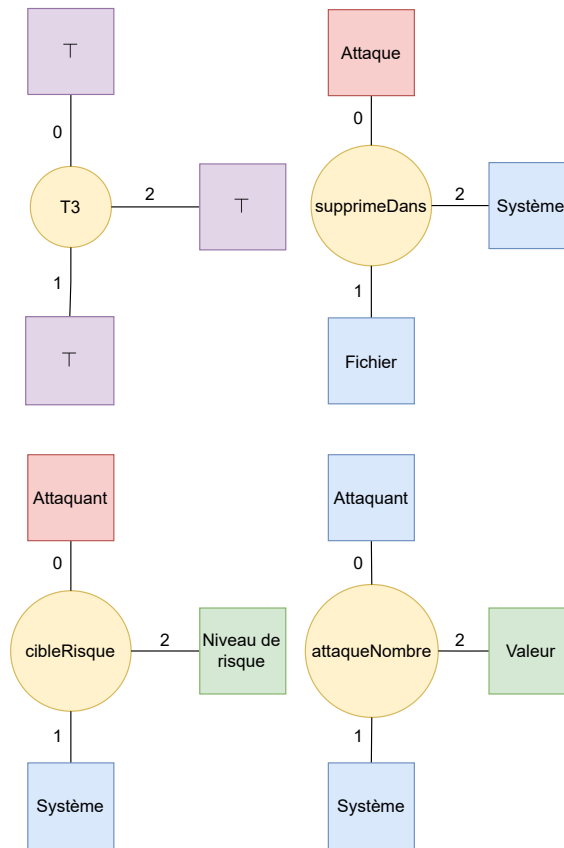 ⊤
0
T3
2
⊤
1
⊤
Attaque
0
supprimeDans
2
Système
1
Fichier
Attaquant
0
cibleRisque
2
Niveau de
risque
1
Système
Attaquant
0
attaqueNombre
2
Valeur
1
Système